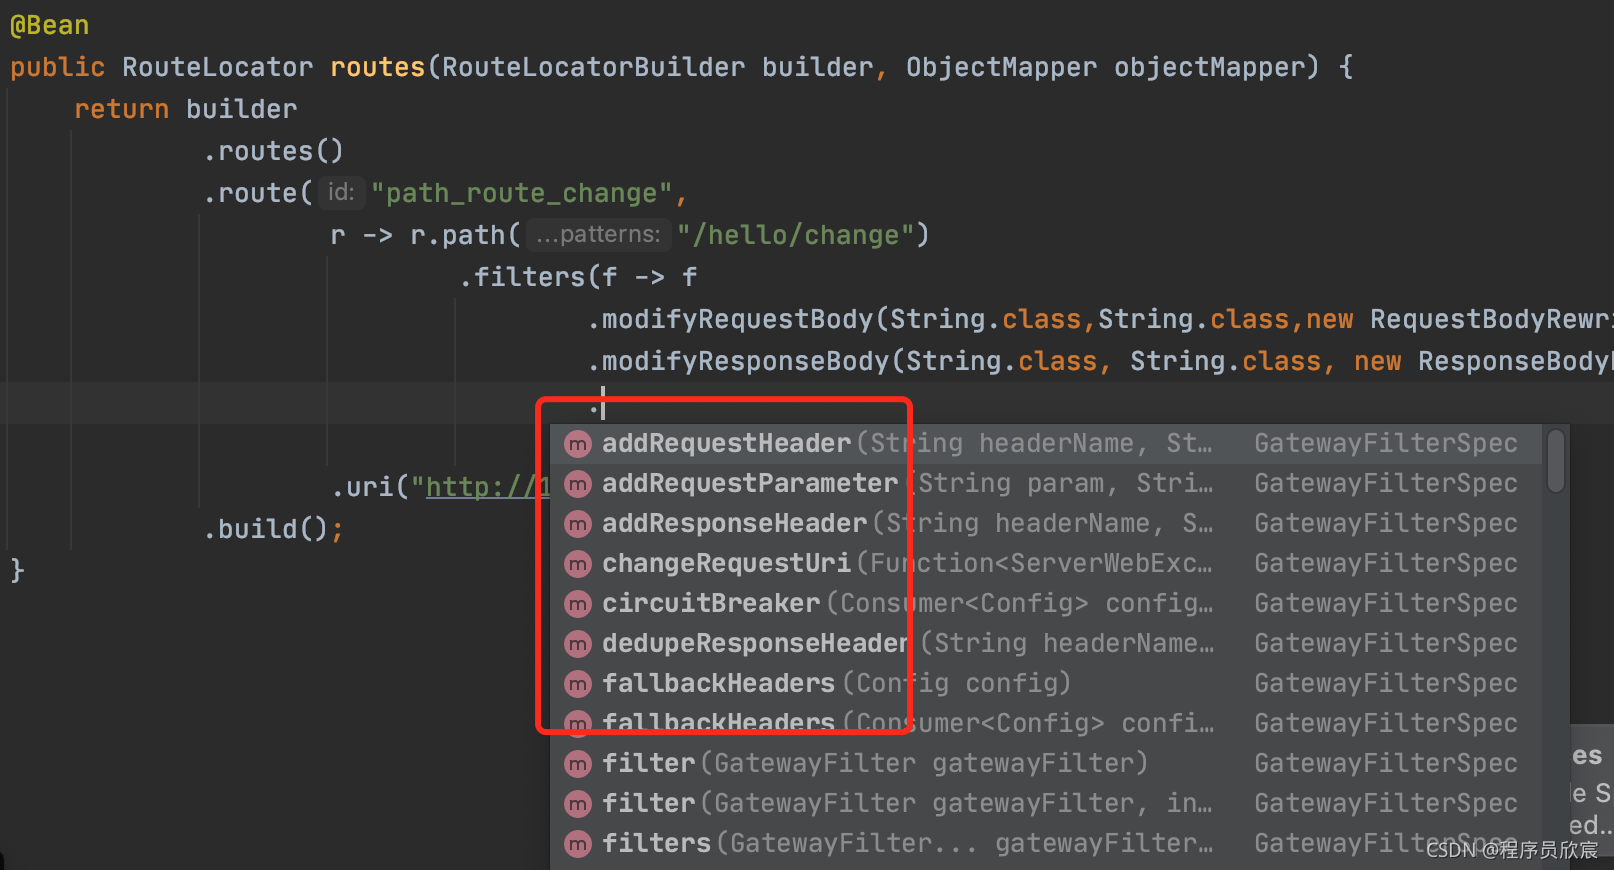 @Bean
public RouteLocator routes(RouteLocatorBuilder builder, ObjectMapper objectMapper) {
return builder
.routes()
.route( id: "path_route_change",
r -> r.path( ...patterns: "/hello/change")
.filters(f -> f
.modifyRequestBody(String.class,String.class,new RequestBodyRewr
.modifyResponseBody(String.class, String.class, new ResponseBody
.
addRequestHeader(String headerName, St… GatewayFilterSpec
addRequestParameter(String param, Stri… GatewayFilterSpec
addResponseHeader(String headerName, S… GatewayFilterSpec
changeRequestUri(Function<ServerWebExc… GatewayFilterSpec
circuitBreaker(Consumer<Config> config… GatewayFilterSpec
dedupeResponseHeader(String headerName… GatewayFilterSpec
fallbackHeaders(Config config) GatewayFilterSpec
fallbackHeaders(Consumer<Config> confi… GatewayFilterSpec
filter(GatewayFilter gatewayFilter) GatewayFilterSpec
filter(GatewayFilter gatewayFilter, in… GatewayFilterSpec
filters(GatewayFilter... gatewayFilter… GatewayFilterSpec
.uri("http://1
.build();
}
es
e S
ed..
CSDN @程序员欣宸